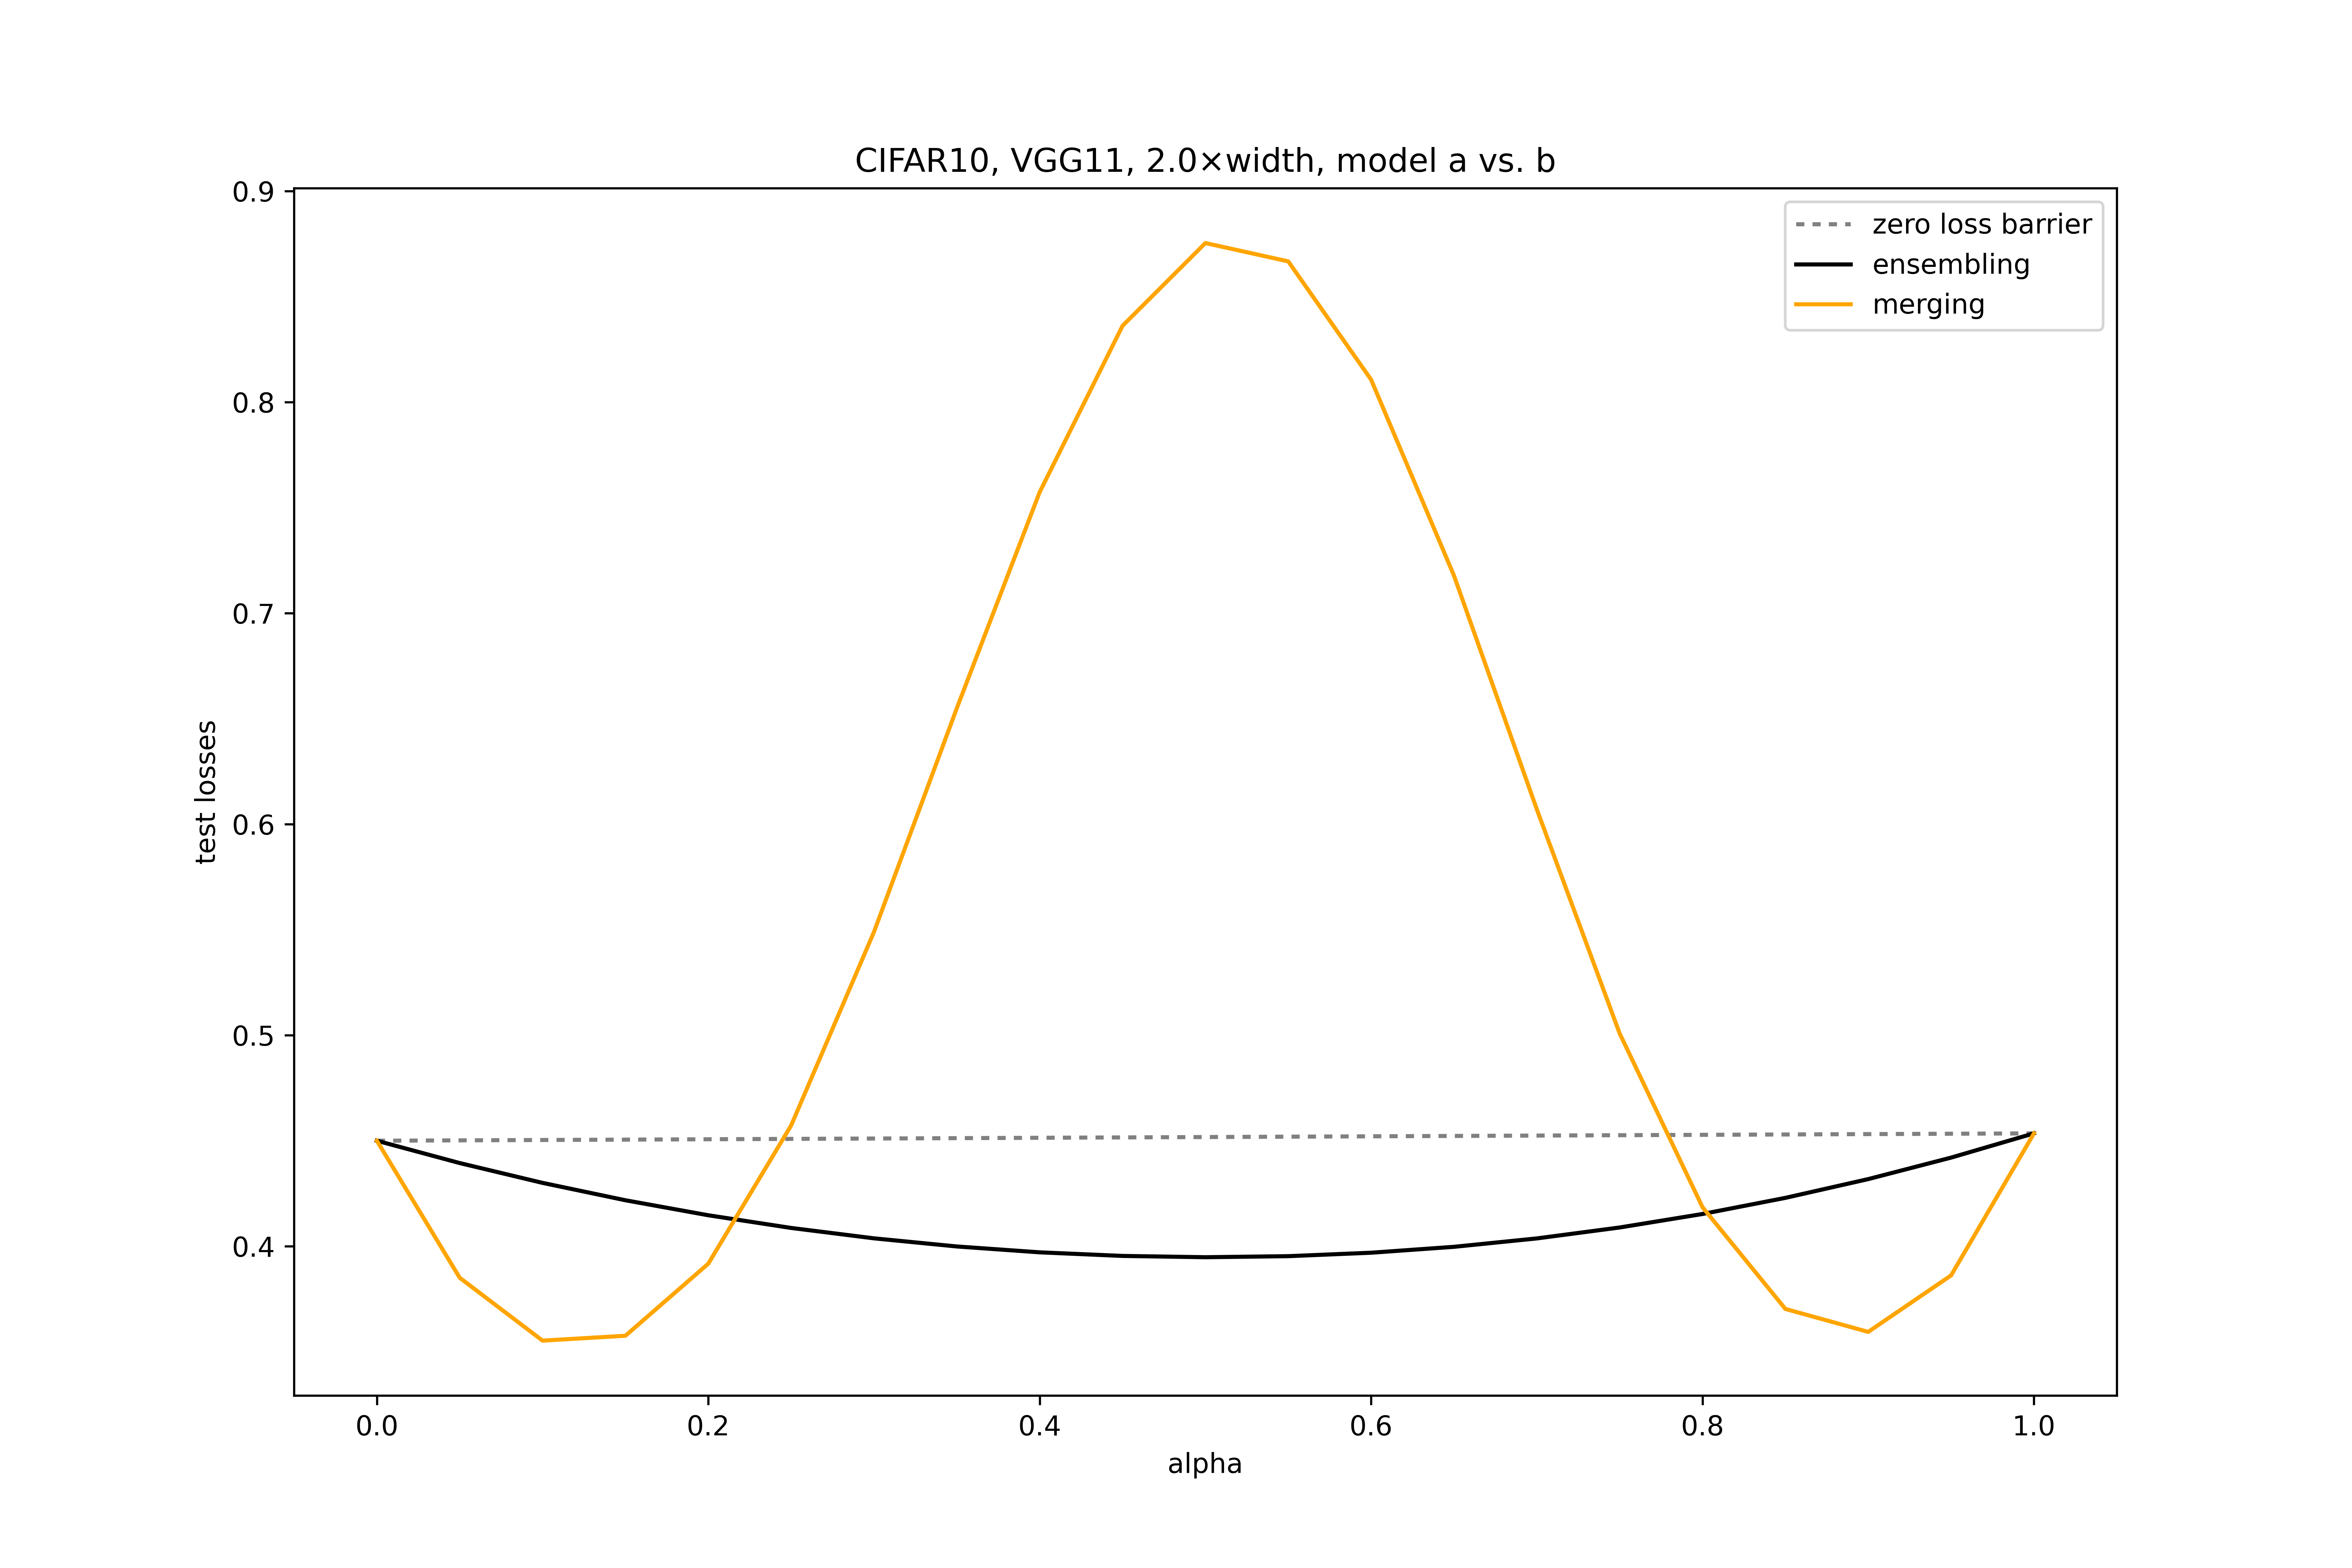 CIFAR10, VGG11, 2.0×width, model a vs. b
zero loss barrier
ensembling
merging
test losses
0.9
0.8
0.7
0.6
0.5
0.4
0.0 0.2 0.4 0.6 0.8 1.0
alpha